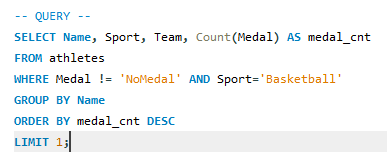 -- QUERY --
SELECT Name, Sport, Team, Count(Medal) AS medal_cnt
FROM athletes
WHERE Medal != 'NoMedal' AND Sport='Basketball'
GROUP BY Name
ORDER BY medal_cnt DESC
LIMIT 1;